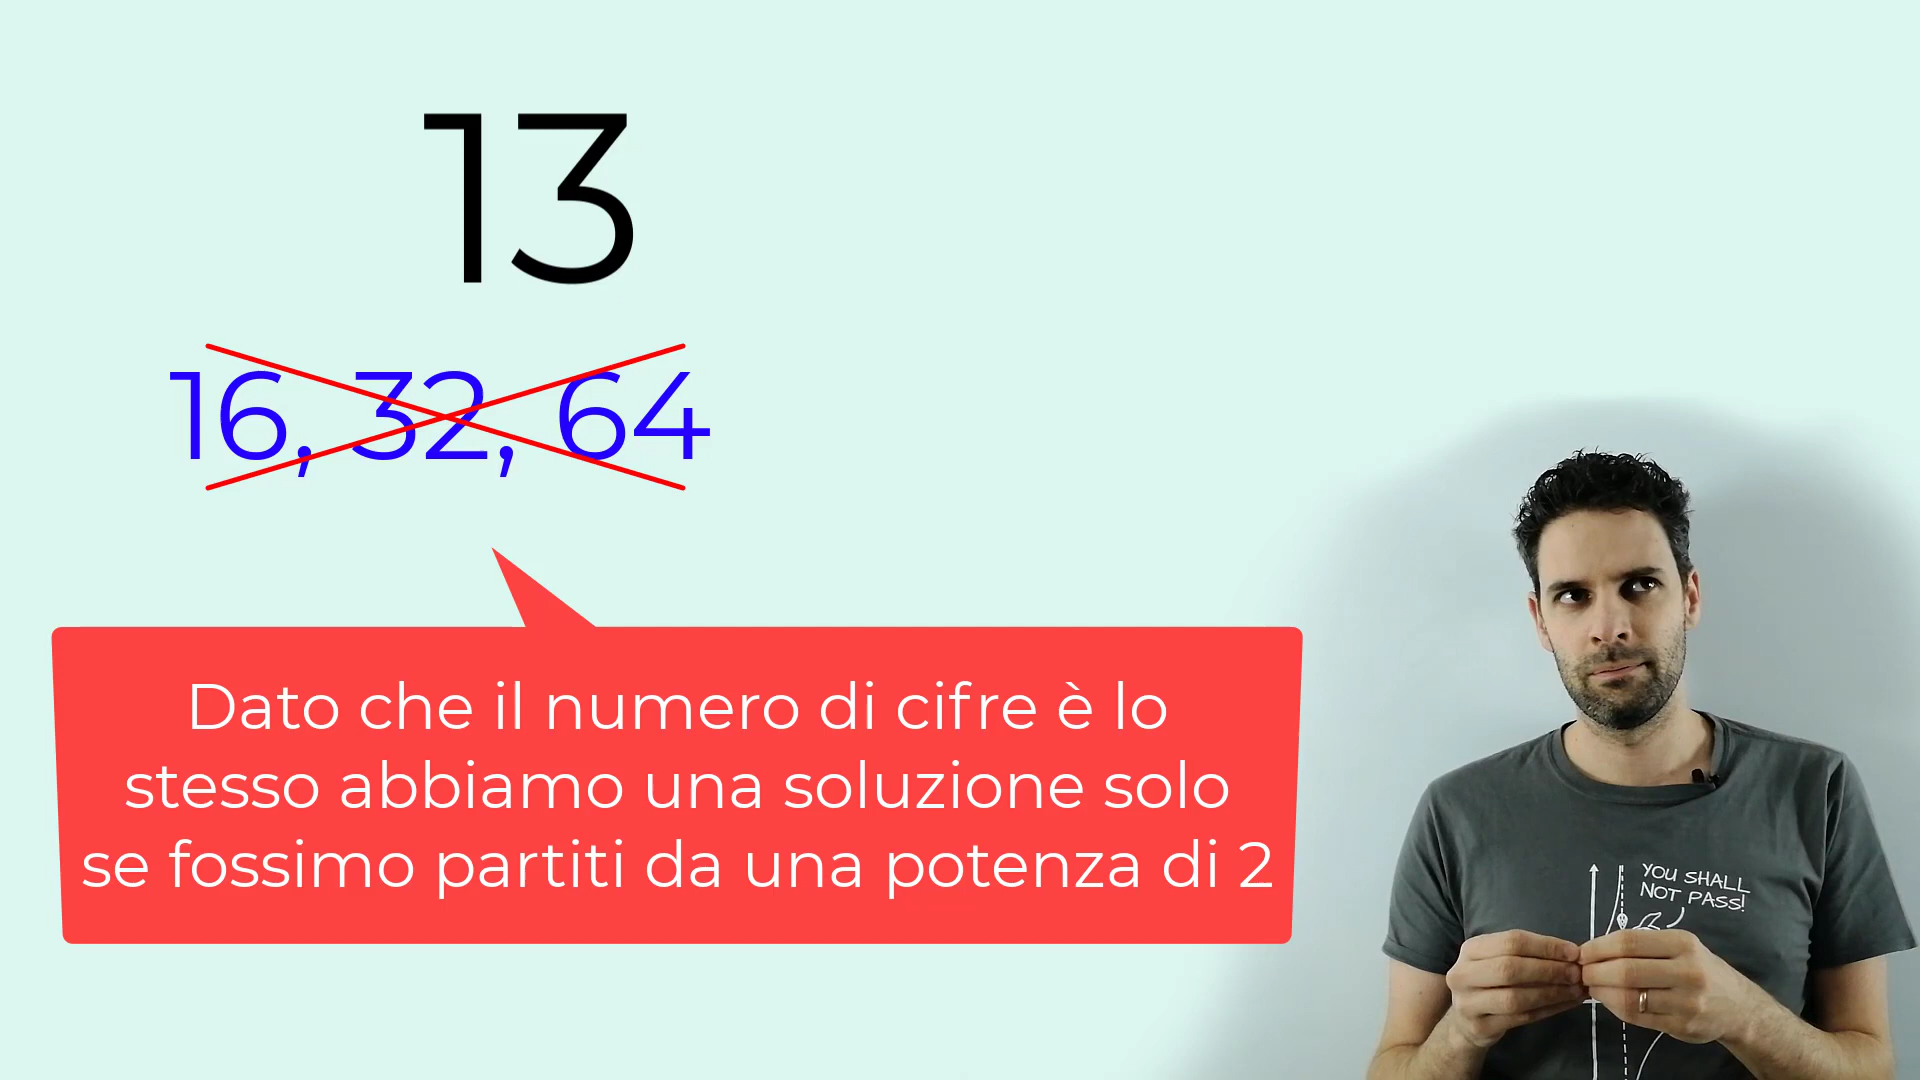 13
16, 32, 64
Dato che il numero di cifre è lo
stesso abbiamo una soluzione solo
se fossimo partiti da una potenza di 2
YOU SHALL
NOT PASS!